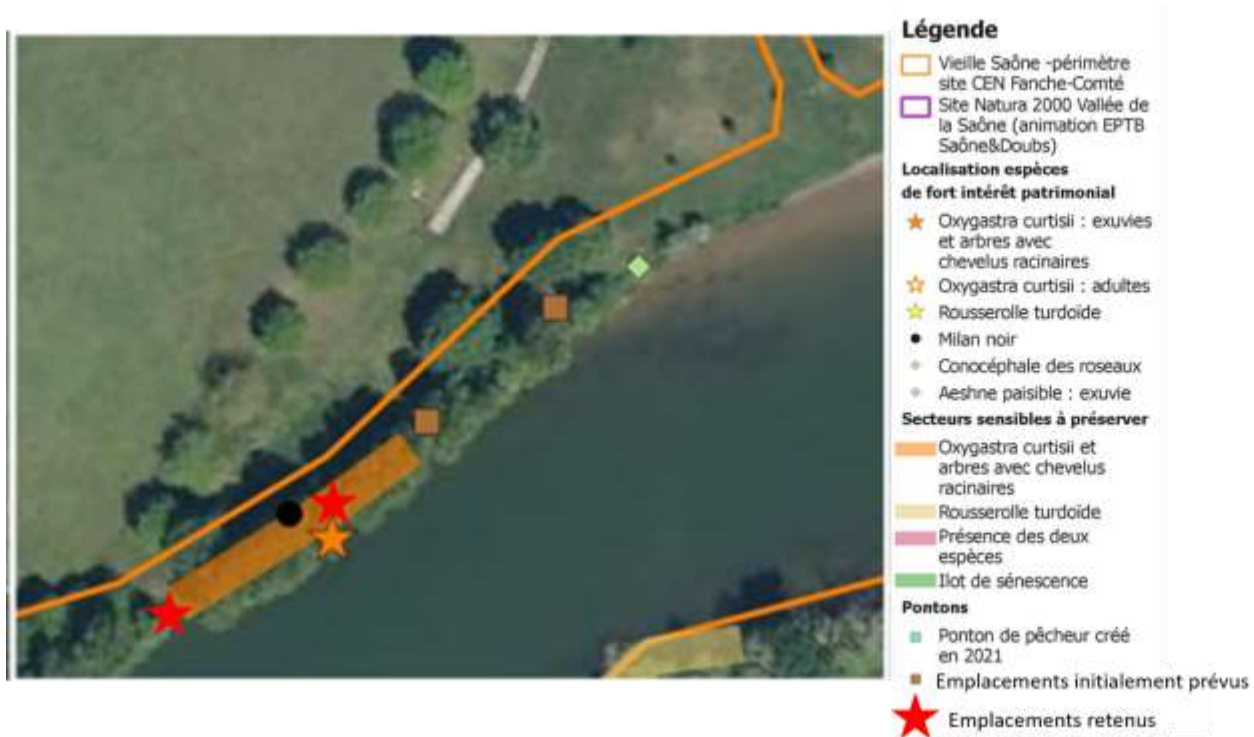 Légende
Vieille Saône -périmètre
site CEN Fanche-Comté
Site Natura 2000 Vallée de
la Saône (animation EPTB
Saône&Doubs)
Localisation espèces
de fort intérêt patrimonial
Oxygastra curtisii : exuvies
et arbres avec
chevelus racinaires
Oxygastra curtisii : adultes
Rousserolle turdoïde
Milan noir
Conocéphale des roseaux
Aeshne paisible : exuvie
Secteurs sensibles à préserver
Oxygastra curtisii et
arbres avec chevelus
racinaires
Rousserolle turdoïde
Présence des deux
espèces
Ilot de sénescence
Pontons
Ponton de pêcheur créé
en 2021
Emplacements initialement prévus
Emplacements retenus